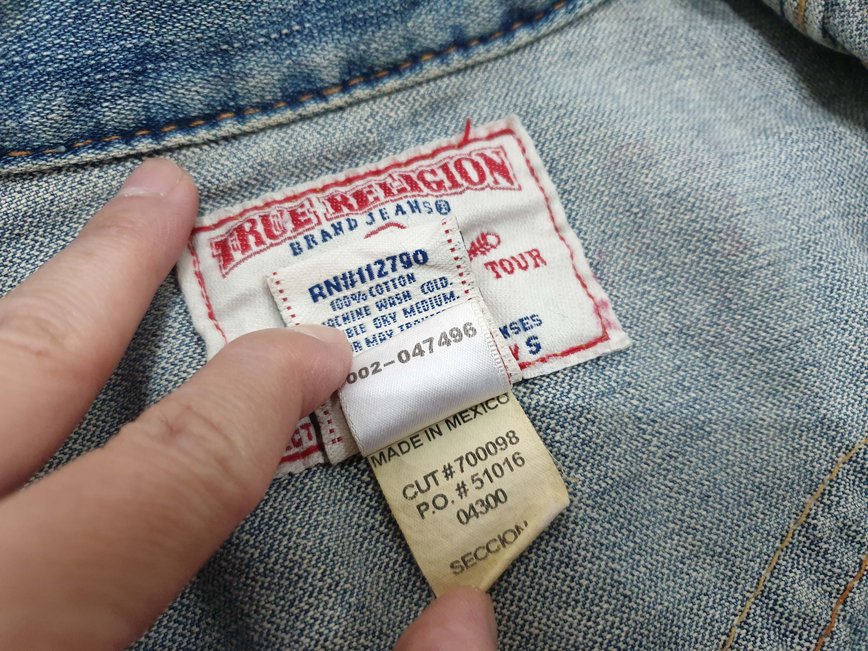 TRUE RELIGION
BRAND JEANS®
TOUR
RN#112790
100% COTTON
WASH COLD.
DRY MEDIUM.
MAY
002-047496
S
MADE IN MEXICO
CUT # 700098
P.O. # 51016
04300
SECCION